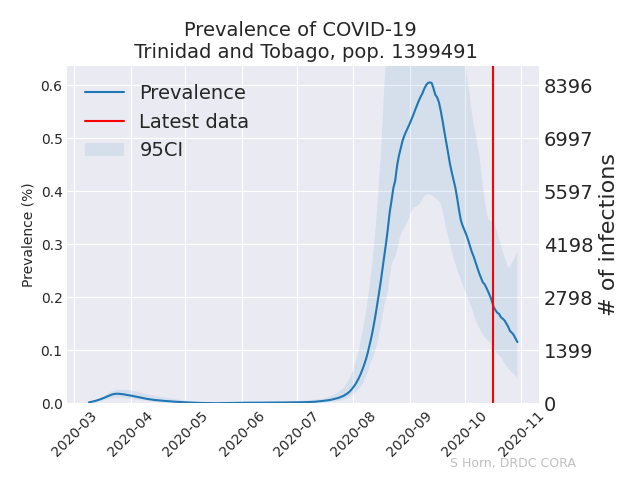 Prevalence of COVID-19
Trinidad and Tobago, pop. 1399491
Prevalence
Latest data
95CI
Prevalence (%)
0.6
0.5
0.4
0.3
0.2
0.1
0.0
8396
6997
5597
4198
2798
1399
0
# of infections
2020-03
2020-04
2020-05
2020-06
2020-07
2020-08
2020-09
2020-10
2020-11
S Horn, DRDC CORA